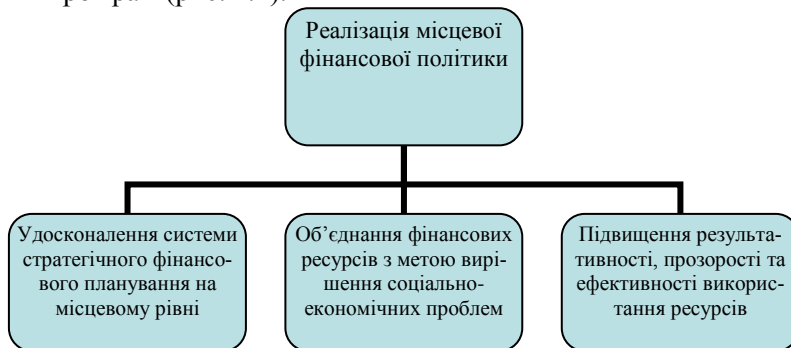 Реалізація місцевої
фінансової політики
Удосконалення системи
стратегічного фінансо-
вого планування на
місцевому рівні
Об’єднання фінансових
ресурсів з метою вирі-
шення соціально-
економічних проблем
Підвищення результа-
тивності, прозорості та
ефективності викорис-
тання ресурсів